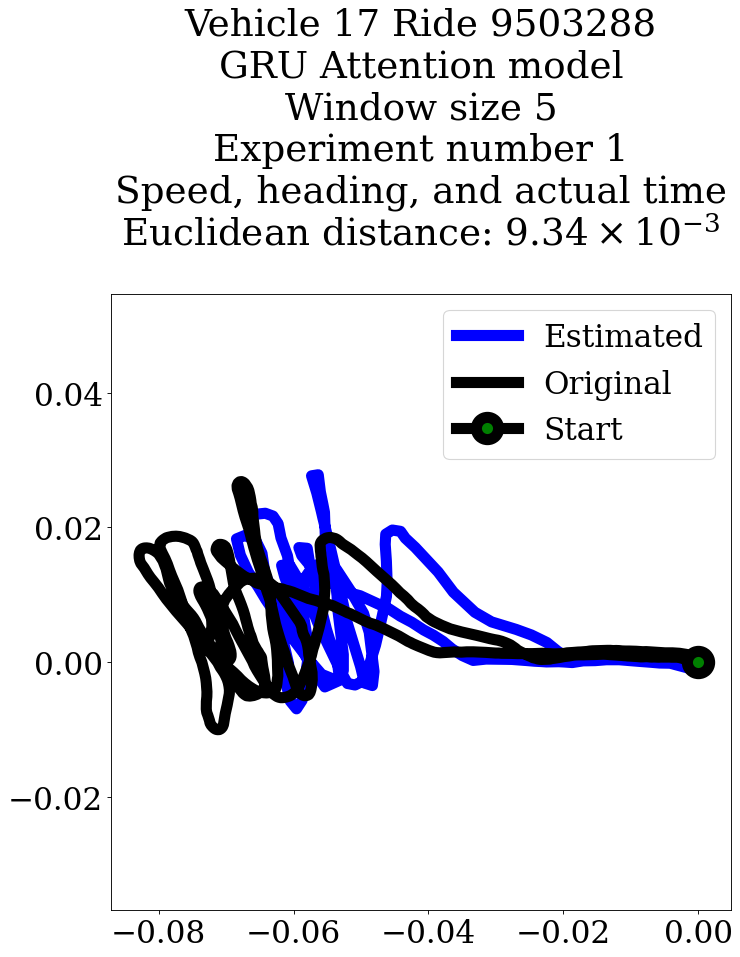 Vehicle 17 Ride 9503288
GRU Attention model
Window size 5
Experiment number 1
Speed, heading, and actual time
Euclidean distance: 9.34 × 10⁻³
Estimated
Original
Start
0.04
0.02
0.00
−0.02
−0.08 −0.06 −0.04 −0.02 0.00